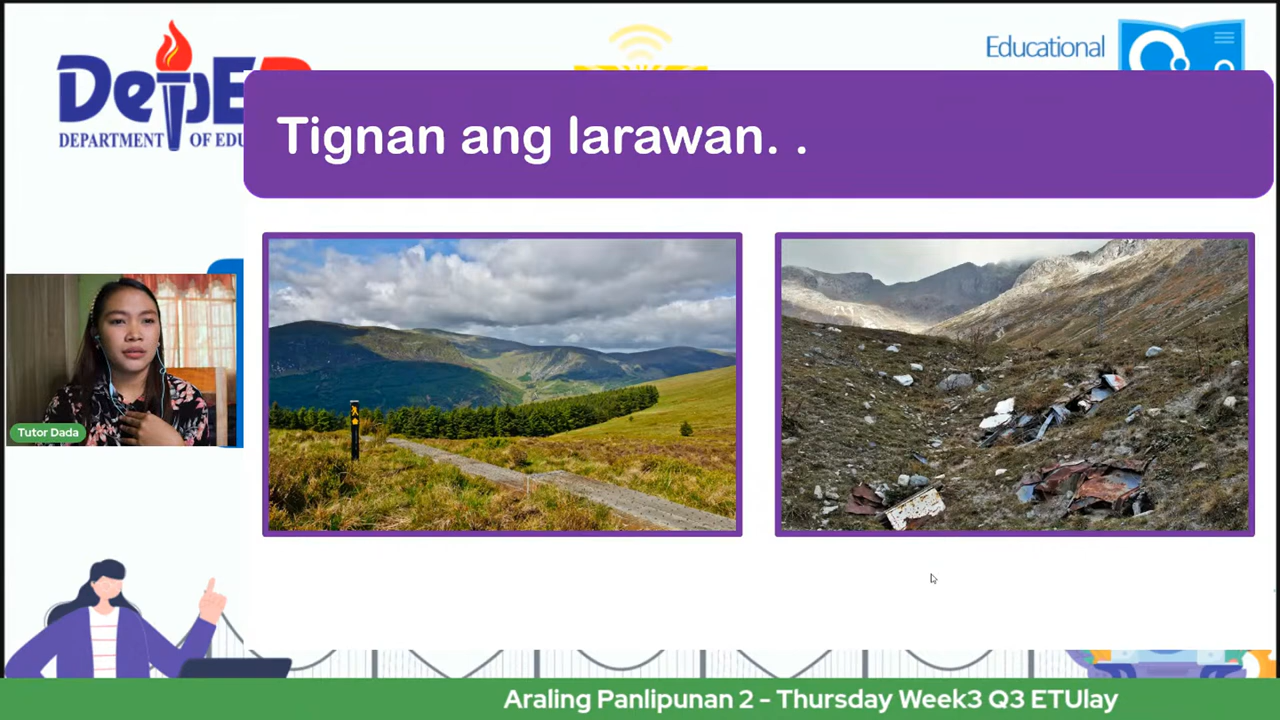 Educational
DepED
DEPARTMENT OF EDU
Tignan ang larawan. .
Tutor Dada
Araling Panlipunan 2 - Thursday Week3 Q3 ETUlay